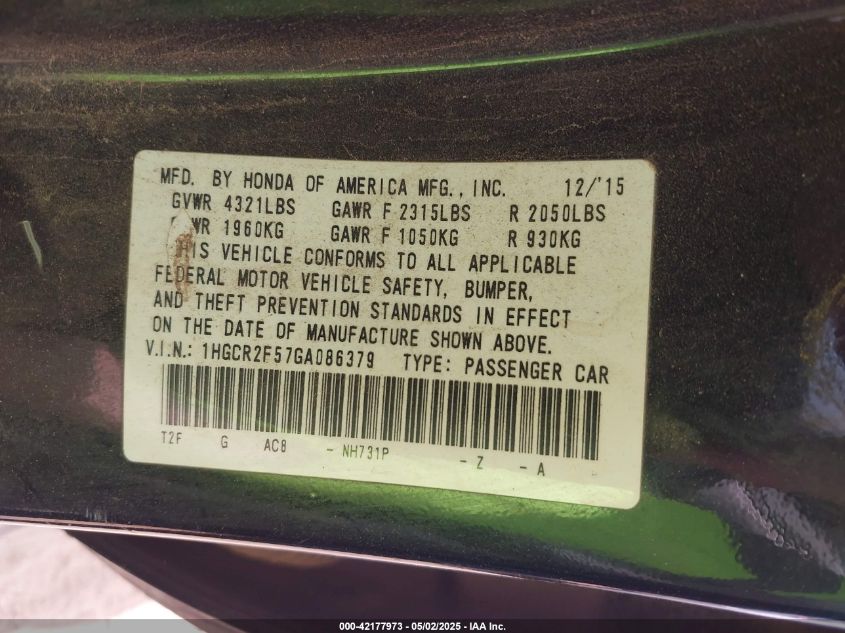 MFD. BY HONDA OF AMERICA MFG., INC. 12/'15
GVWR 4321LBS GAWR F 2315LBS R 2050LBS
WR 1960KG GAWR F 1050KG R 930KG
THIS VEHICLE CONFORMS TO ALL APPLICABLE
FEDERAL MOTOR VEHICLE SAFETY, BUMPER,
AND THEFT PREVENTION STANDARDS IN EFFECT
ON THE DATE OF MANUFACTURE SHOWN ABOVE.
V.I.N.: 1HGCR2F57GA086379 TYPE: PASSENGER CAR
T2F G AC8 - NH731P - Z - A
000-42177973 - 05/02/2025 - IAA Inc.